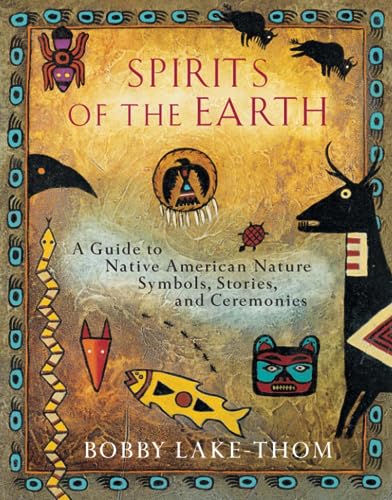 SPIRITS
OF THE EARTH
A Guide to
Native American Nature
Symbols, Stories,
and Ceremonies
BOBBY LAKE-THOM